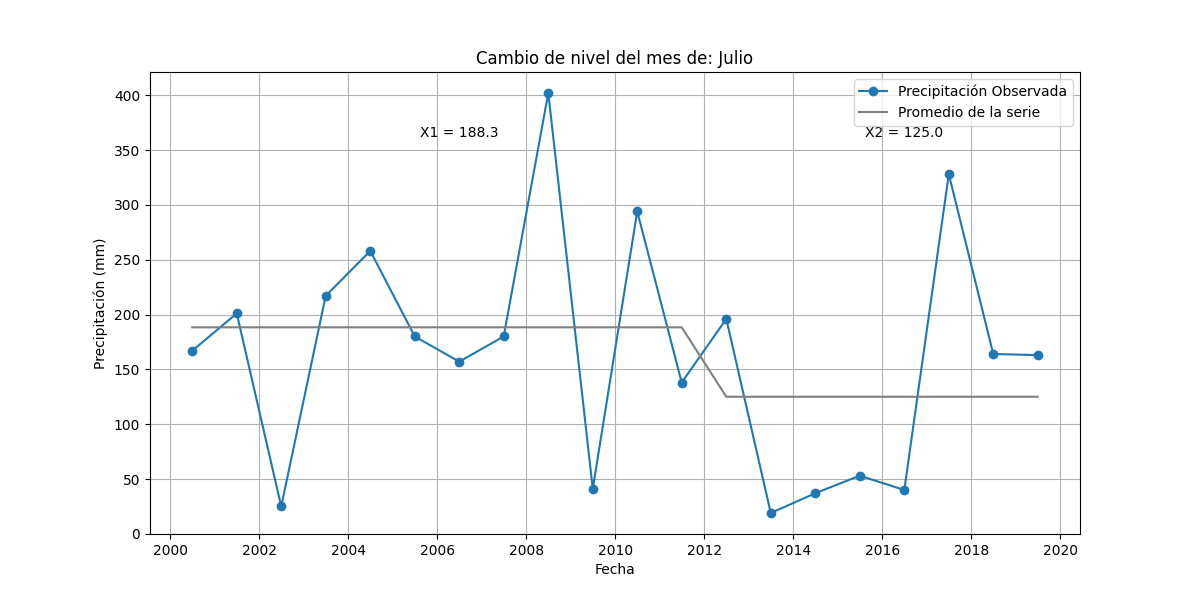 Cambio de nivel del mes de: Julio
Precipitación Observada
Promedio de la serie
X1 = 188.3
X2 = 125.0
Precipitación (mm)
400
350
300
250
200
150
100
50
0
2000 2002 2004 2006 2008 2010 2012 2014 2016 2018 2020
Fecha